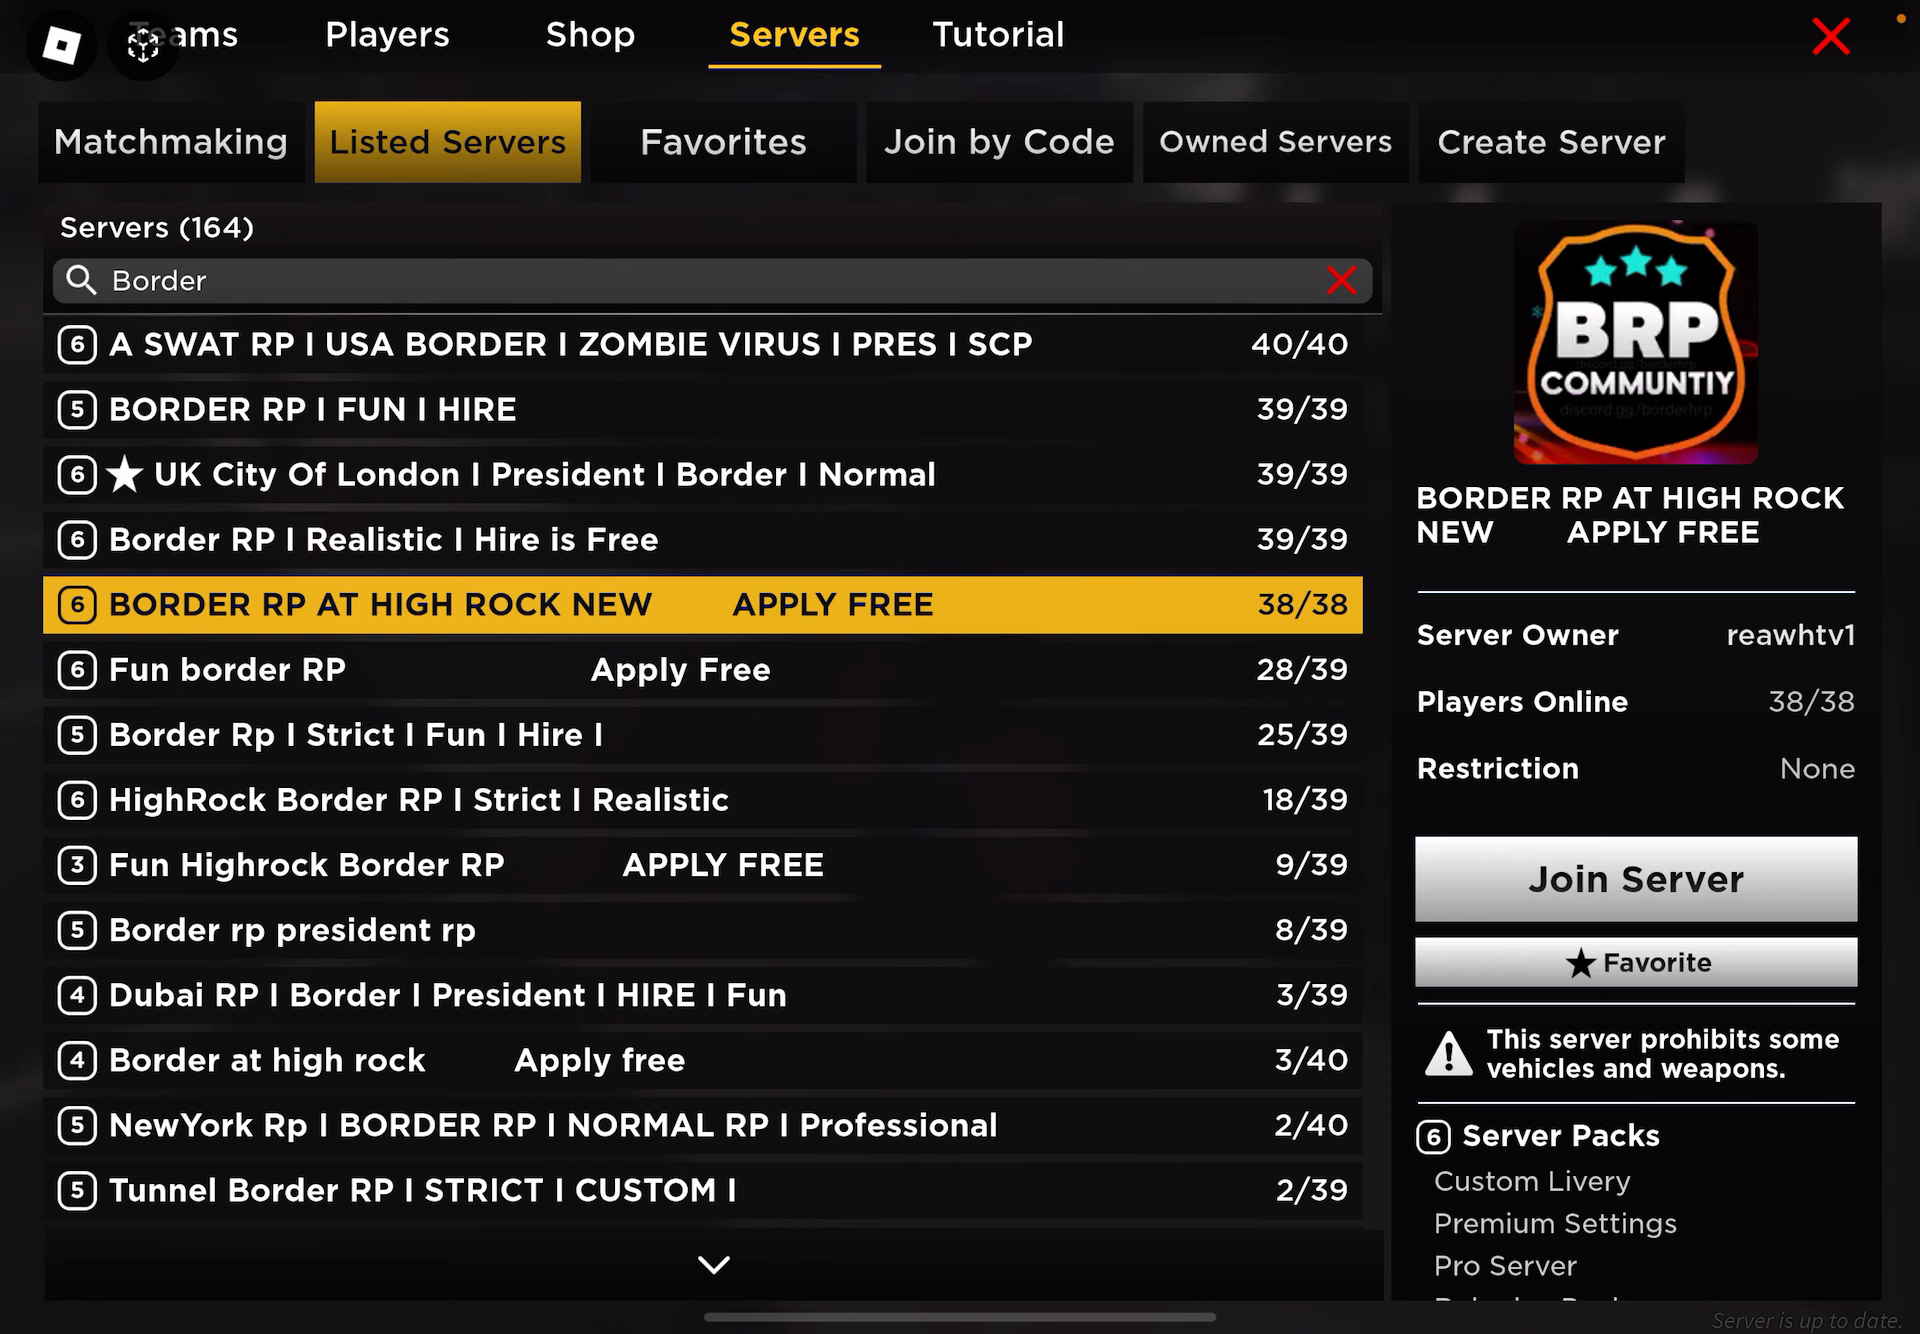 Teams Players Shop Servers Tutorial
Matchmaking Listed Servers Favorites Join by Code Owned Servers Create Server
Servers (164)
Border
6 A SWAT RP I USA BORDER I ZOMBIE VIRUS I PRES I SCP 40/40
5 BORDER RP I FUN I HIRE 39/39
6 ★ UK City Of London I President I Border I Normal 39/39
6 Border RP I Realistic I Hire is Free 39/39
6 BORDER RP AT HIGH ROCK NEW APPLY FREE 38/38
6 Fun border RP Apply Free 28/39
5 Border Rp I Strict I Fun I Hire I 25/39
6 HighRock Border RP I Strict I Realistic 18/39
3 Fun Highrock Border RP APPLY FREE 9/39
5 Border rp president rp 8/39
4 Dubai RP I Border I President I HIRE I Fun 3/39
4 Border at high rock Apply free 3/40
5 NewYork Rp I BORDER RP I NORMAL RP I Professional 2/40
5 Tunnel Border RP I STRICT I CUSTOM I 2/39
BRP
COMMUNTIY
discord.gg/borderhrp
BORDER RP AT HIGH ROCK
NEW APPLY FREE
Server Owner reawhtv1
Players Online 38/38
Restriction None
Join Server
★ Favorite
This server prohibits some
vehicles and weapons.
6 Server Packs
Custom Livery
Premium Settings
Pro Server
Server is up to date.